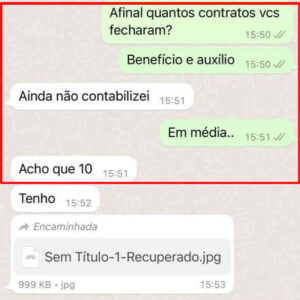 Afinal quantos contratos vcs
fecharam?
15:50
Benefício e auxílio
15:50
Ainda não contabilizei
15:51
Em média..
15:51
Acho que 10
15:51
Tenho
15:52
Encaminhada
Sem Título-1-Recuperado.jpg
JPG
999 KB • jpg
15:53